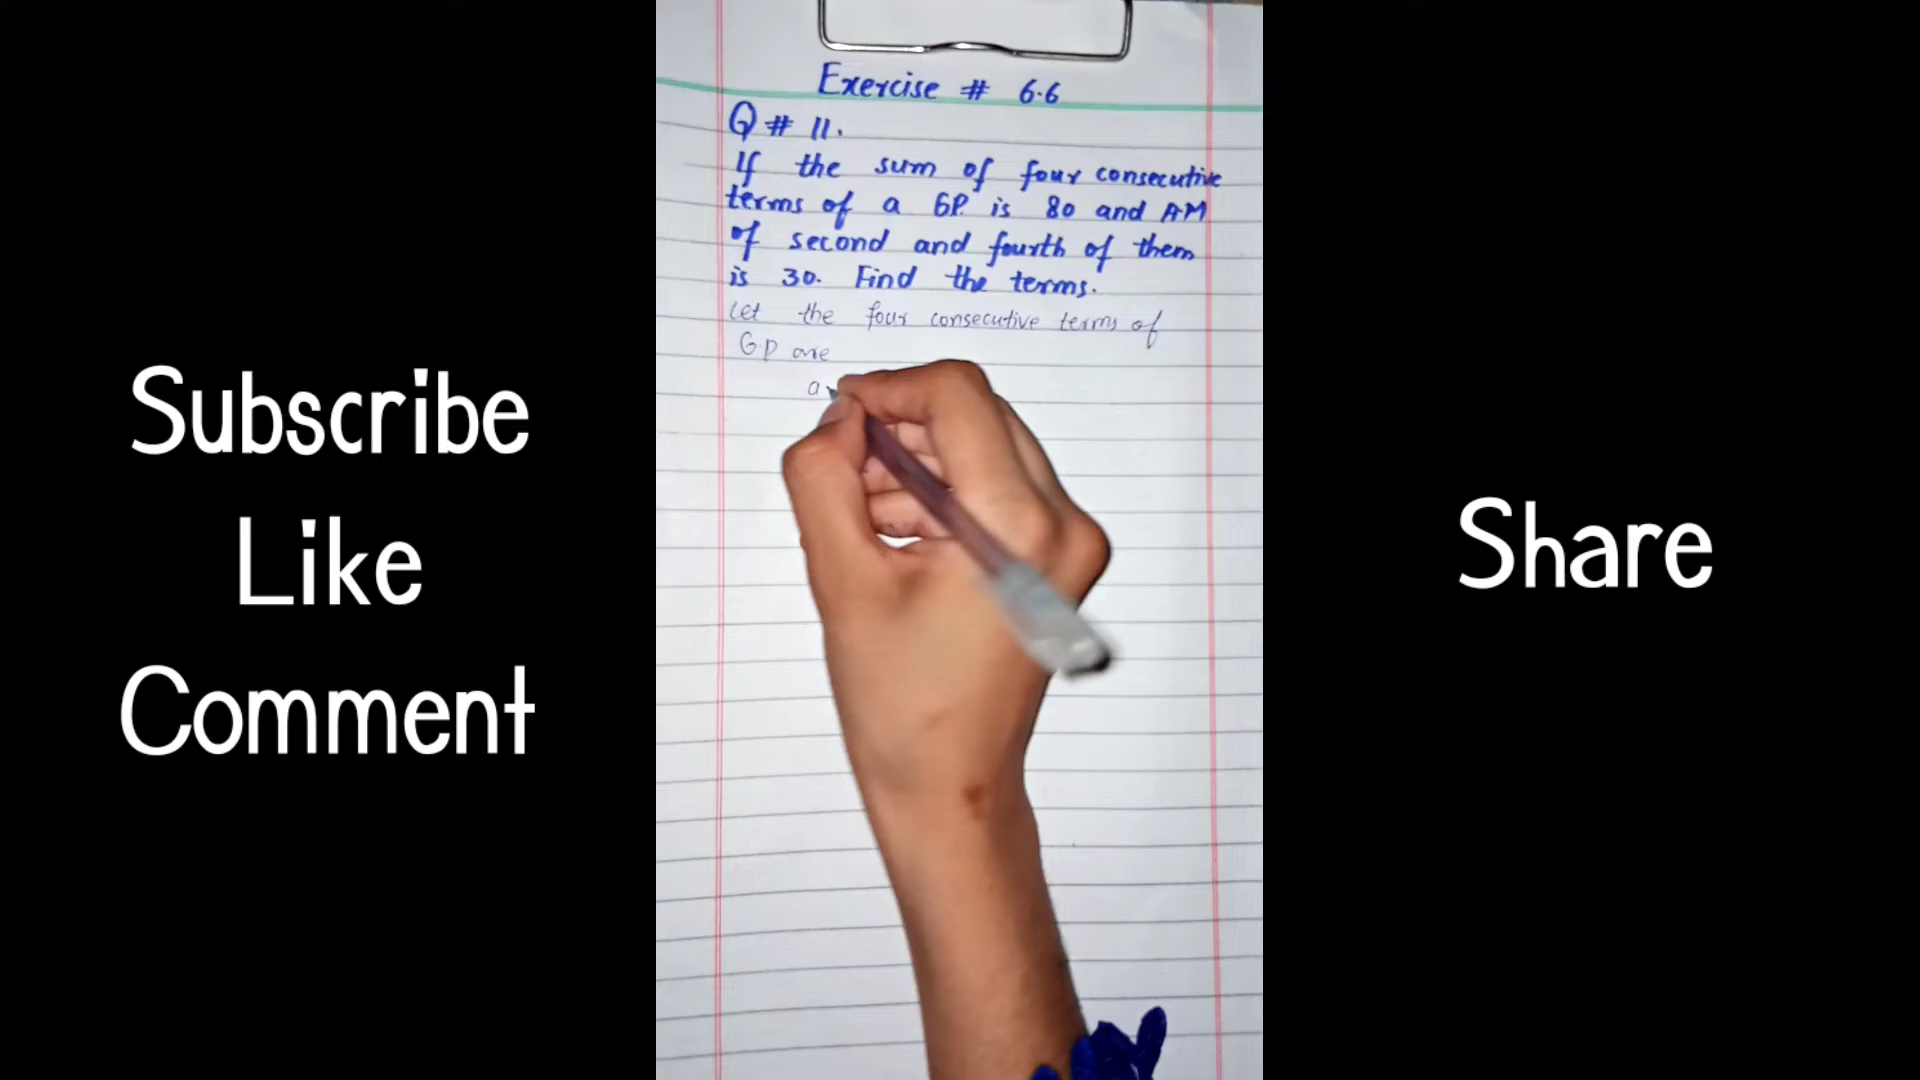 Subscribe
Like
Comment
Exercise # 6.6
Q # 11.
If the sum of four consecutive
terms of a G.P. is 80 and AM
of second and fourth of them
is 30. Find the terms.
Let the four consecutive terms of
G.P are
a
Share